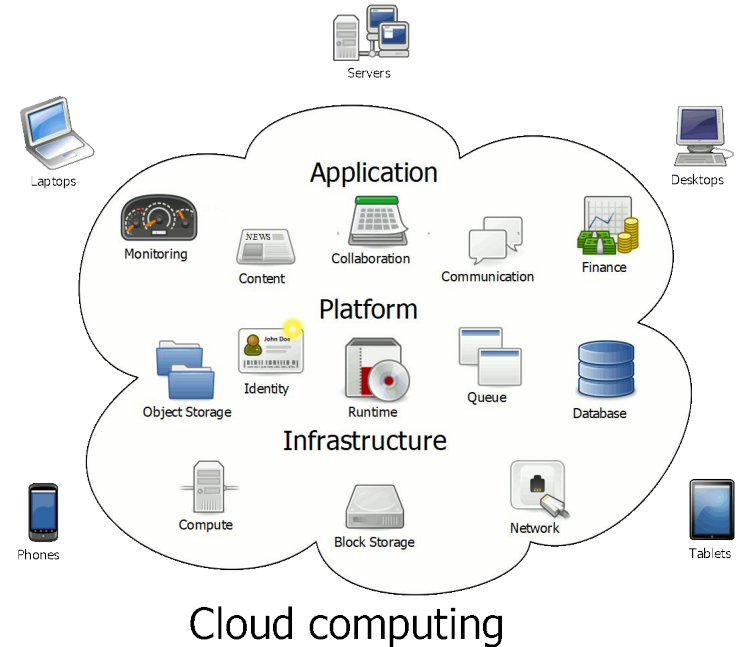 Servers
Laptops
Desktops
Application
Monitoring
NEWS
Content
Collaboration
Communication
Finance
Platform
Object Storage
John Doe
Identity
Runtime
Queue
Database
Infrastructure
Compute
Block Storage
Network
Phones
Tablets
Cloud computing